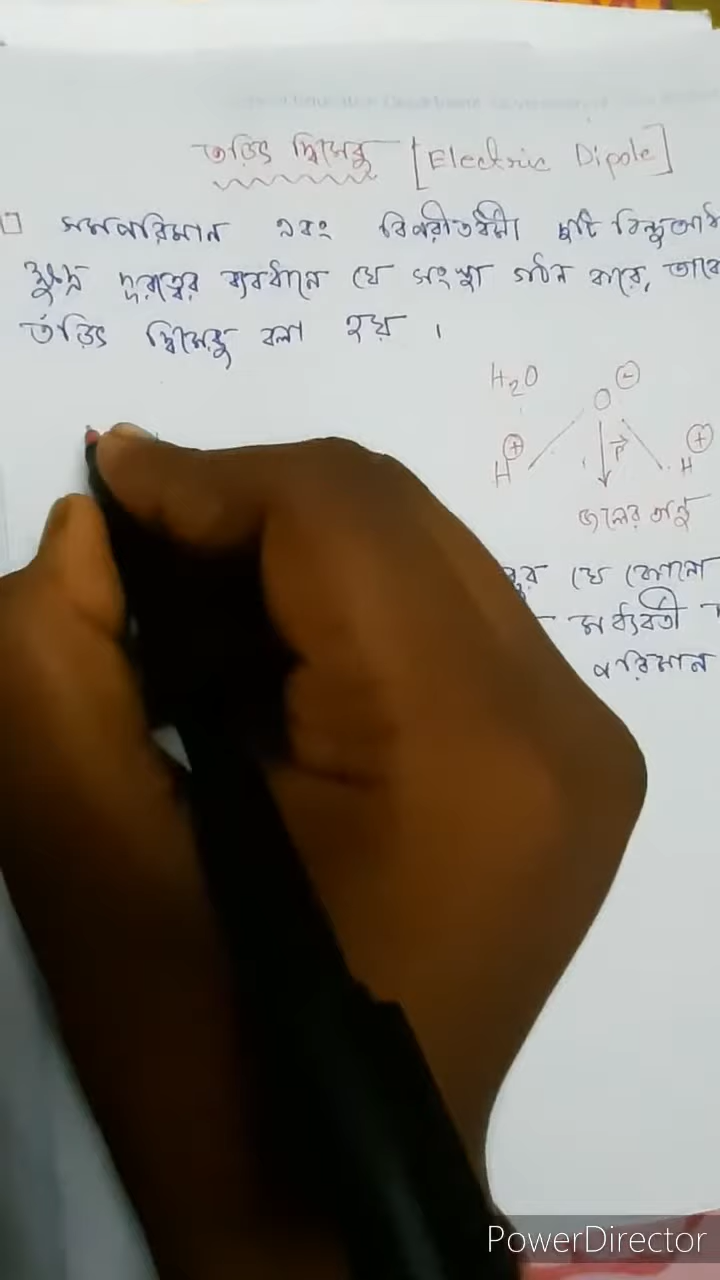 তড়িৎ দ্বিমেরু [Electric Dipole]
সমপরিমান এবং বিপরীতধর্মী দুটি বিন্দুআধ
ক্ষুদ্র দূরত্বের ব্যবধানে যে সংস্থা গঠন করে, তাকে
তড়িৎ দ্বিমেরু বলা হয় ।
H₂O
O ⊖
H ⊕
P⃗
H ⊕
জলের অণু
যে কোনো
মধ্যবর্তী
পরিমান
PowerDirector